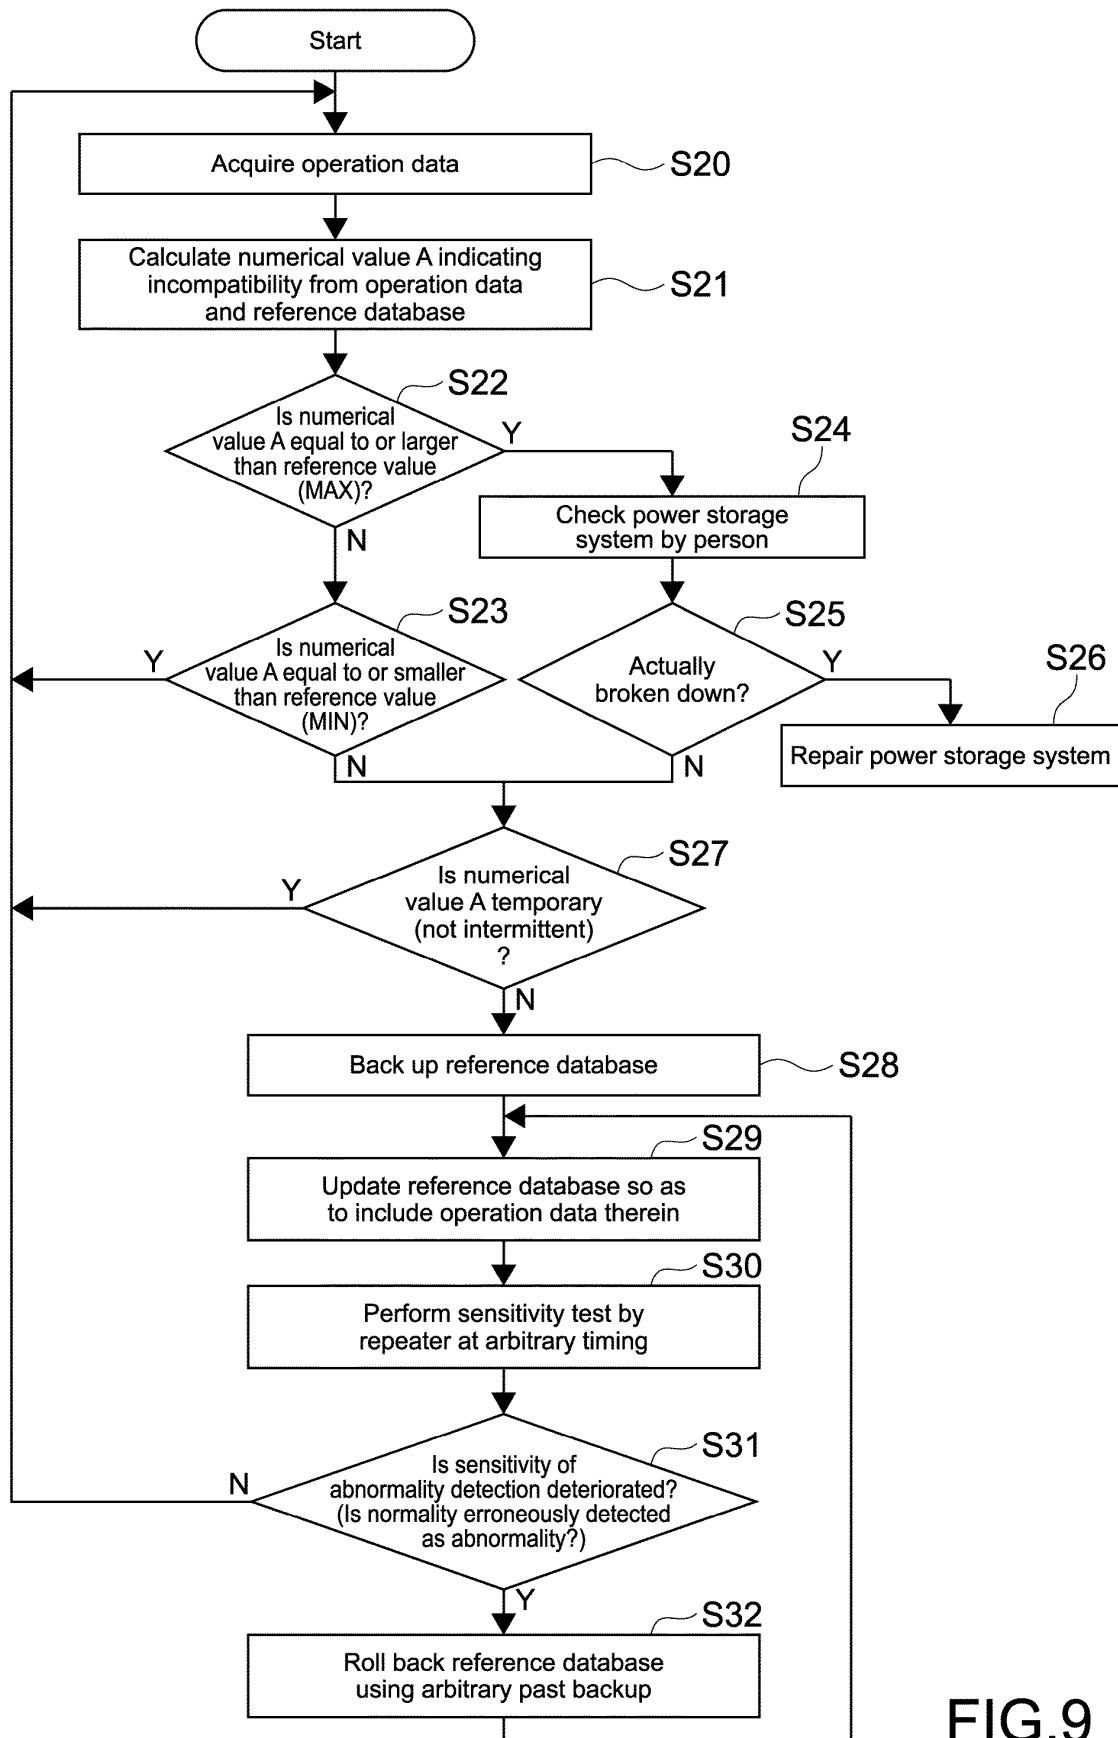 Start
Acquire operation data
S20
Calculate numerical value A indicating
incompatibility from operation data
and reference database
S21
S22
Is numerical
value A equal to or larger
than reference value
(MAX)?
Y
N
S24
Check power storage
system by person
S23
Is numerical
value A equal to or smaller
than reference value
(MIN)?
Y
N
S25
Actually
broken down?
Y
N
S26
Repair power storage system
S27
Is numerical
value A temporary
(not intermittent)
?
Y
N
Back up reference database
S28
S29
Update reference database so as
to include operation data therein
S30
Perform sensitivity test by
repeater at arbitrary timing
S31
Is sensitivity of
abnormality detection deteriorated?
(Is normality erroneously detected
as abnormality?)
N
Y
S32
Roll back reference database
using arbitrary past backup
FIG.9